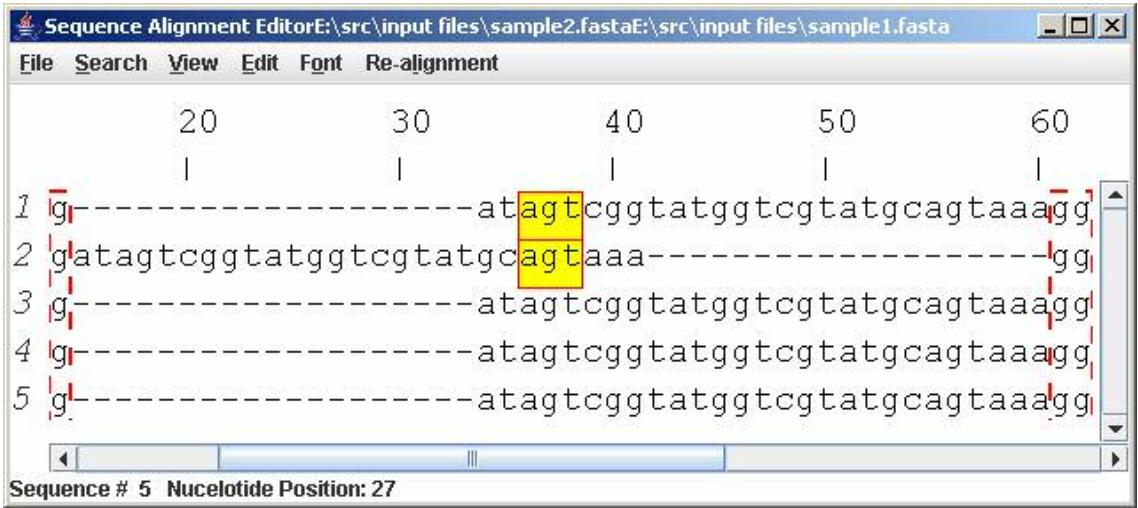 Sequence Alignment EditorE:\src\input files\sample2.fastaE:\src\input files\sample1.fasta
File Search View Edit Font Re-alignment
20 30 40 50 60
1 g-------------------atagtcggtatggtcgtatgcagtaaagg
2 gatagtcggtatggtcgtatgcagtaaa-------------------gg
3 g-------------------atagtcggtatggtcgtatgcagtaaagg
4 g-------------------atagtcggtatggtcgtatgcagtaaagg
5 g-------------------atagtcggtatggtcgtatgcagtaaagg
Sequence # 5 Nucelotide Position: 27